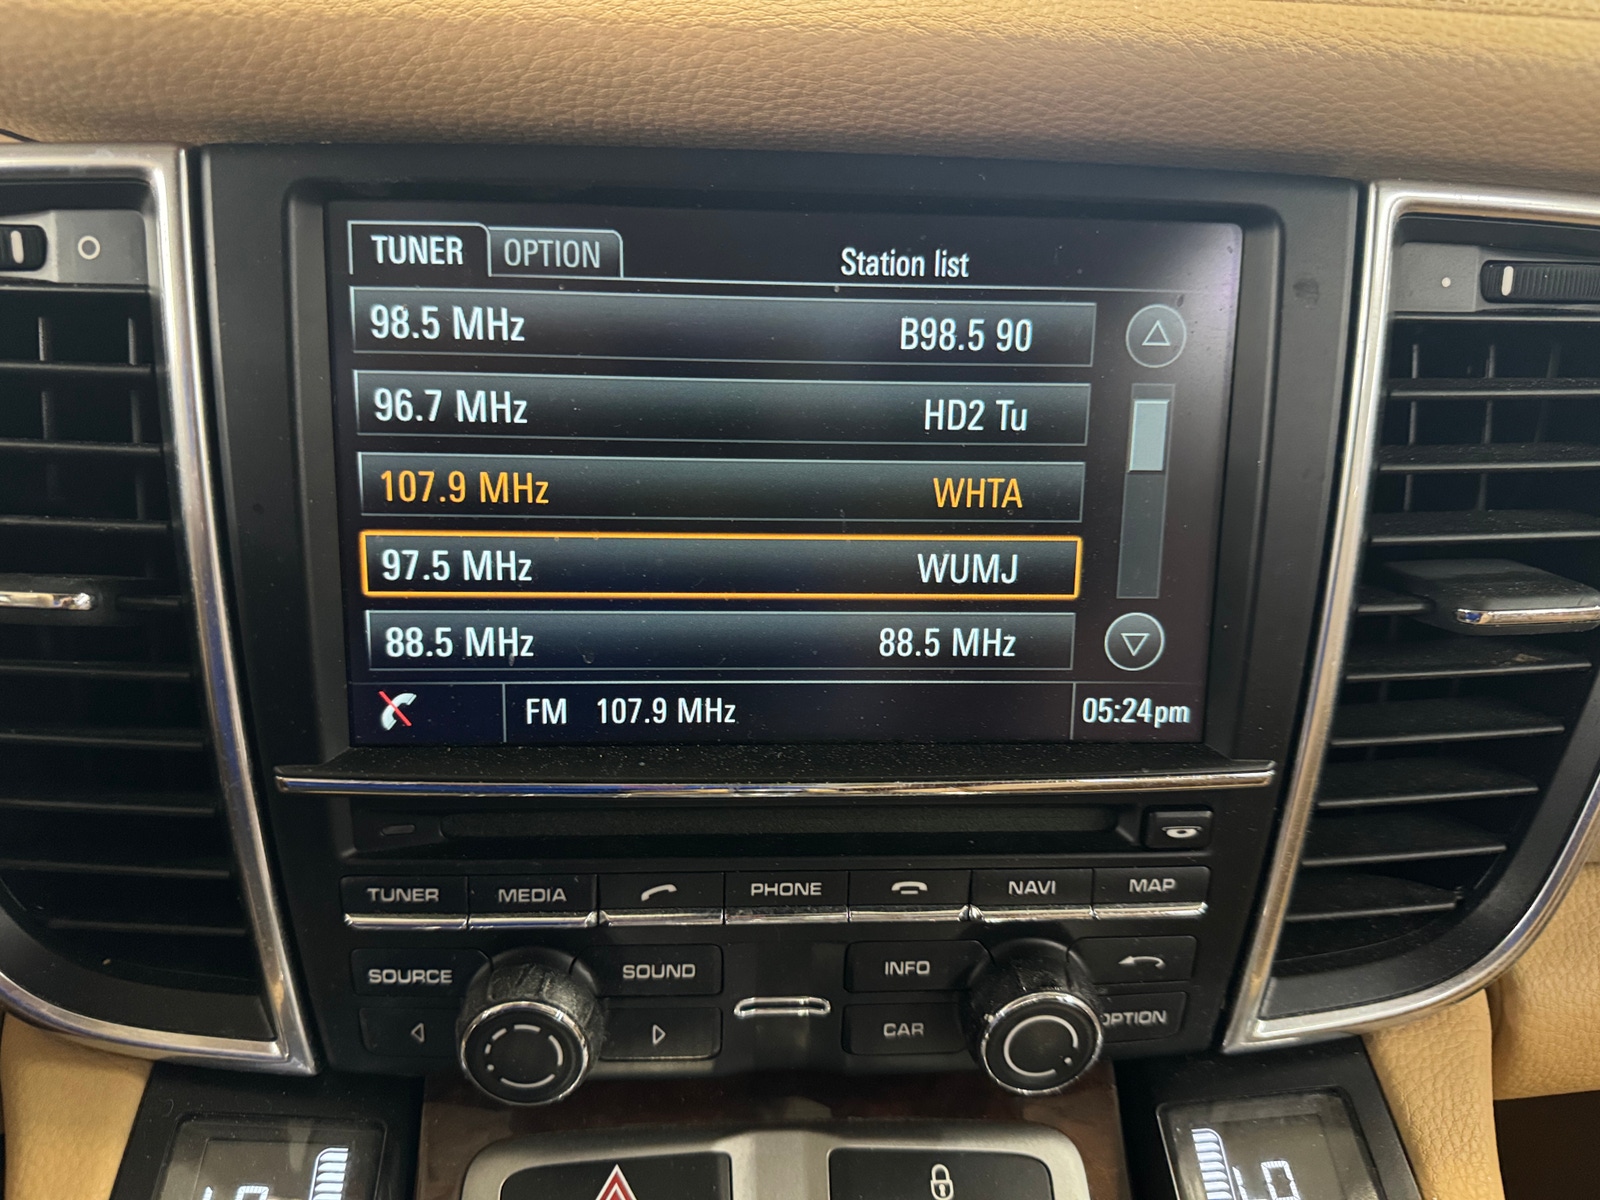 TUNER OPTION Station list
98.5 MHz B98.5 90
96.7 MHz HD2 Tu
107.9 MHz WHTA
97.5 MHz WUMJ
88.5 MHz 88.5 MHz
FM 107.9 MHz 05:24pm
TUNER MEDIA PHONE NAVI MAP
SOURCE SOUND INFO
CAR OPTION